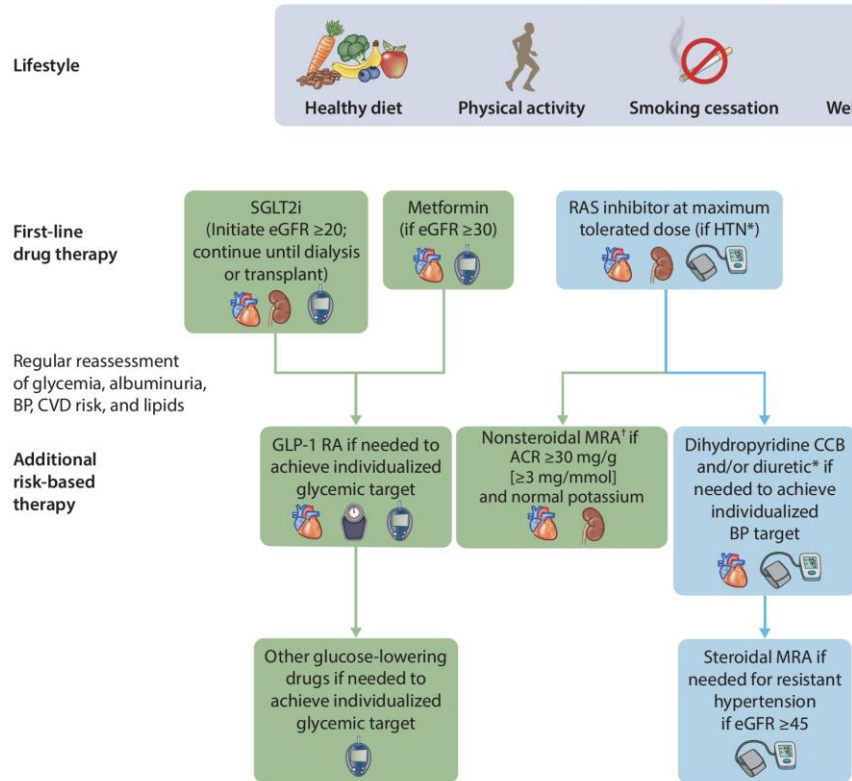 Lifestyle
Healthy diet
Physical activity
Smoking cessation
We
First-line
drug therapy
SGLT2i
(Initiate eGFR ≥20;
continue until dialysis
or transplant)
Metformin
(if eGFR ≥30)
RAS inhibitor at maximum
tolerated dose (if HTN*)
Regular reassessment
of glycemia, albuminuria,
BP, CVD risk, and lipids
Additional
risk-based
therapy
GLP-1 RA if needed to
achieve individualized
glycemic target
Nonsteroidal MRA† if
ACR ≥30 mg/g
[≥3 mg/mmol]
and normal potassium
Dihydropyridine CCB
and/or diuretic* if
needed to achieve
individualized
BP target
Other glucose-lowering
drugs if needed to
achieve individualized
glycemic target
Steroidal MRA if
needed for resistant
hypertension
if eGFR ≥45